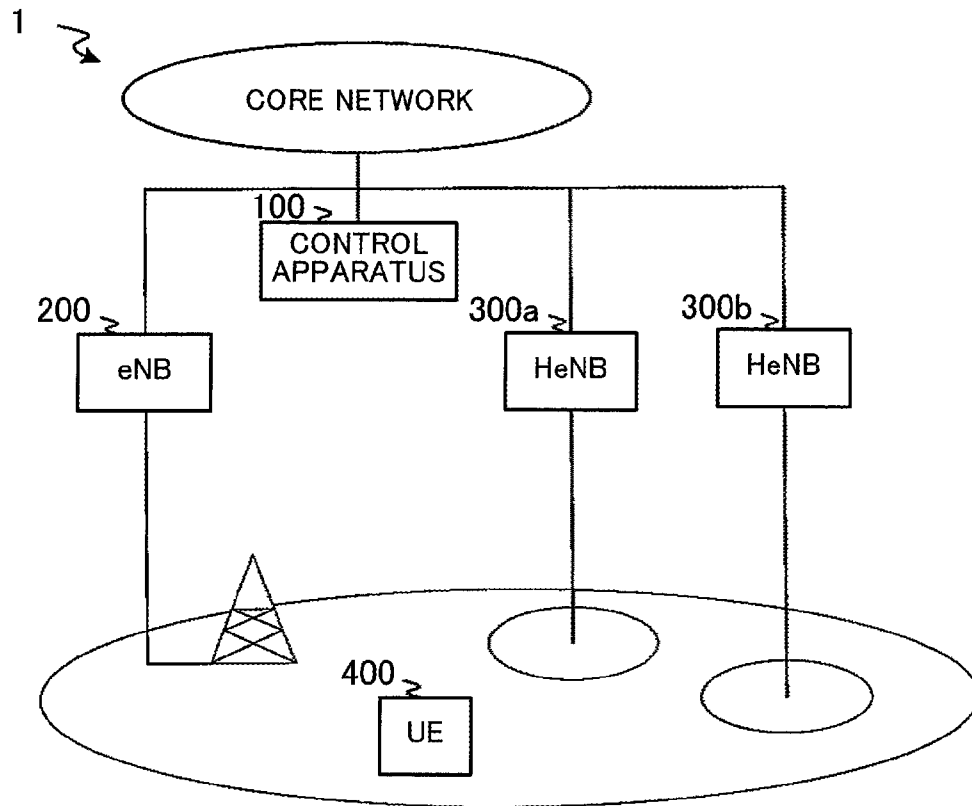 1
CORE NETWORK
100
CONTROL
APPARATUS
200
eNB
300a
HeNB
300b
HeNB
400
UE